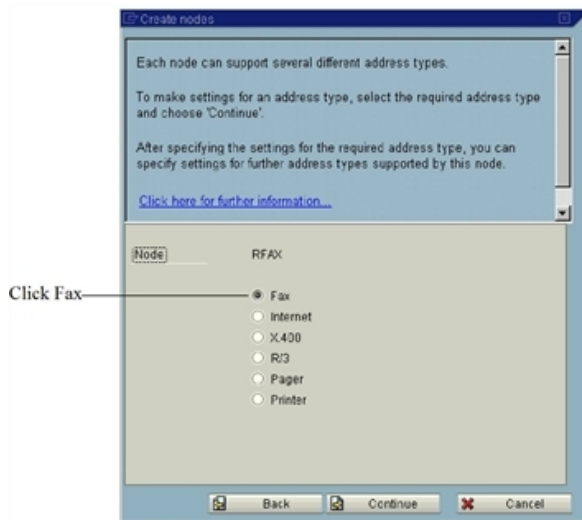 Create nodes
Each node can support several different address types.
To make settings for an address type, select the required address type
and choose 'Continue'.
After specifying the settings for the required address type, you can
specify settings for further address types supported by this node.
Click here for further information...
Node RFAX
Click Fax
Fax
Internet
X.400
R/3
Pager
Printer
Back Continue Cancel